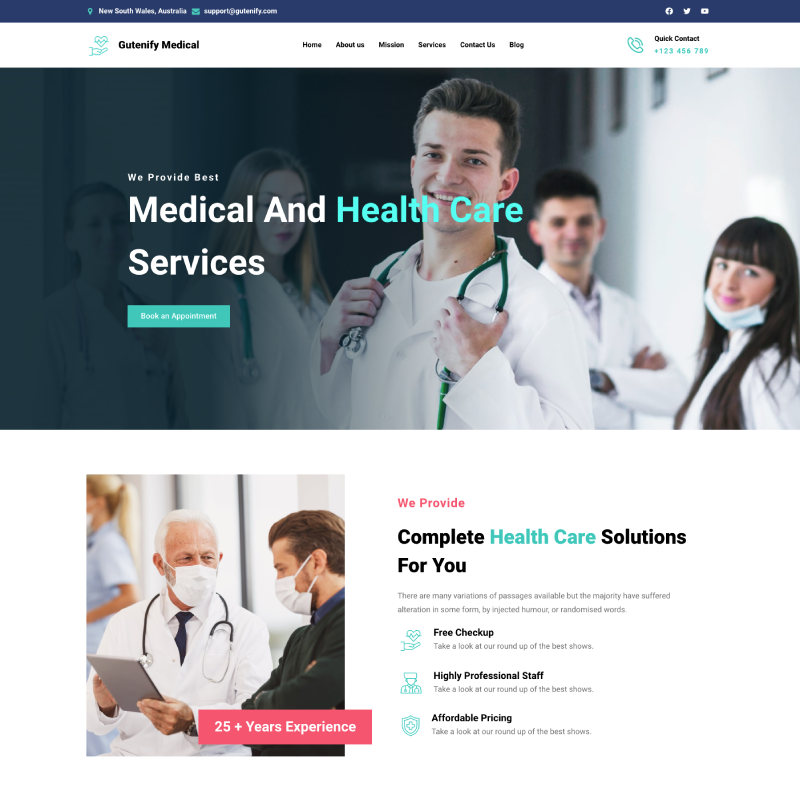 New South Wales, Australia support@gutenify.com
Gutenify Medical
Home About us Mission Services Contact Us Blog
Quick Contact
+123 456 789
We Provide Best
Medical And Health Care
Services
Book an Appointment
25 + Years Experience
We Provide
Complete Health Care Solutions
For You
There are many variations of passages available but the majority have suffered
alteration in some form, by injected humour, or randomised words.
Free Checkup
Take a look at our round up of the best shows.
Highly Professional Staff
Take a look at our round up of the best shows.
Affordable Pricing
Take a look at our round up of the best shows.